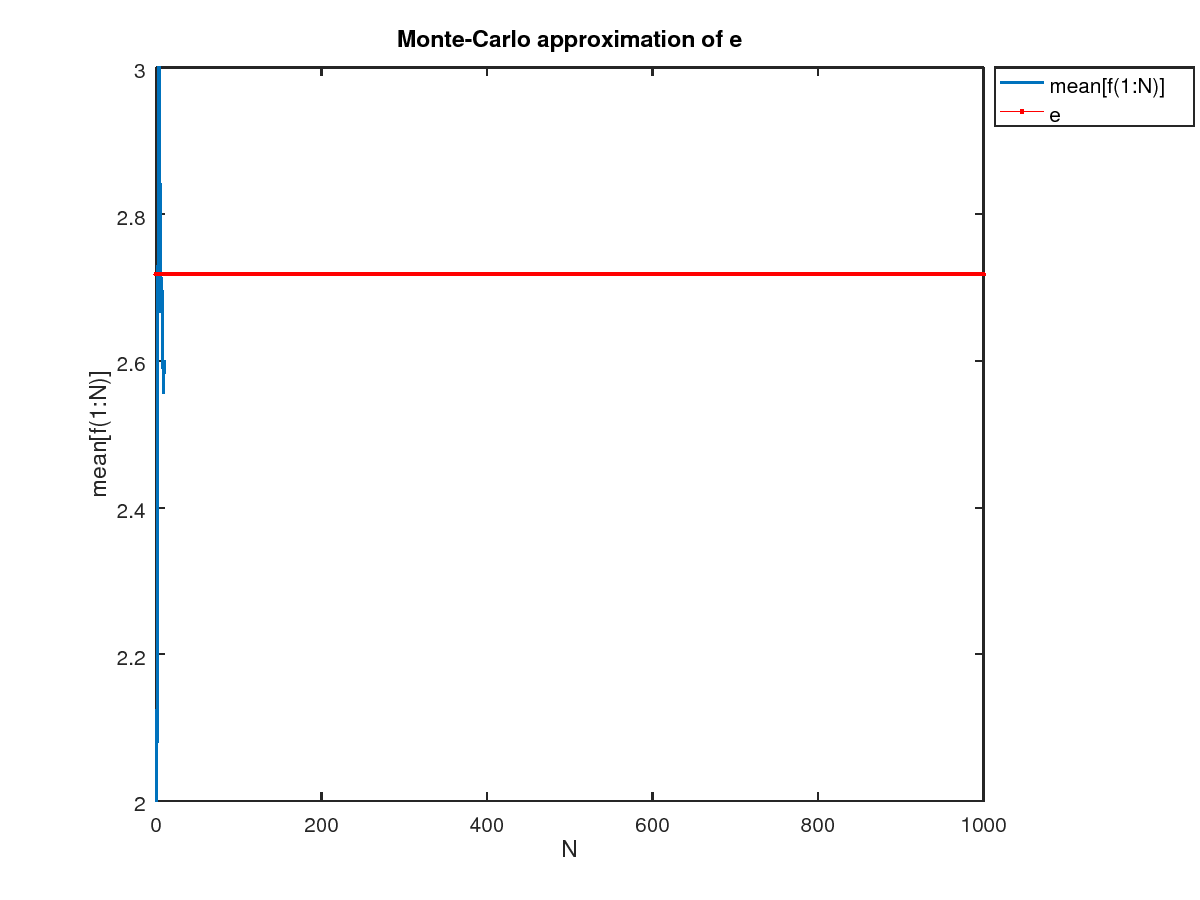 Monte-Carlo approximation of e
mean[f(1:N)]
e
3
2.8
2.6
2.4
2.2
2
mean[f(1:N)]
0 200 400 600 800 1000
N